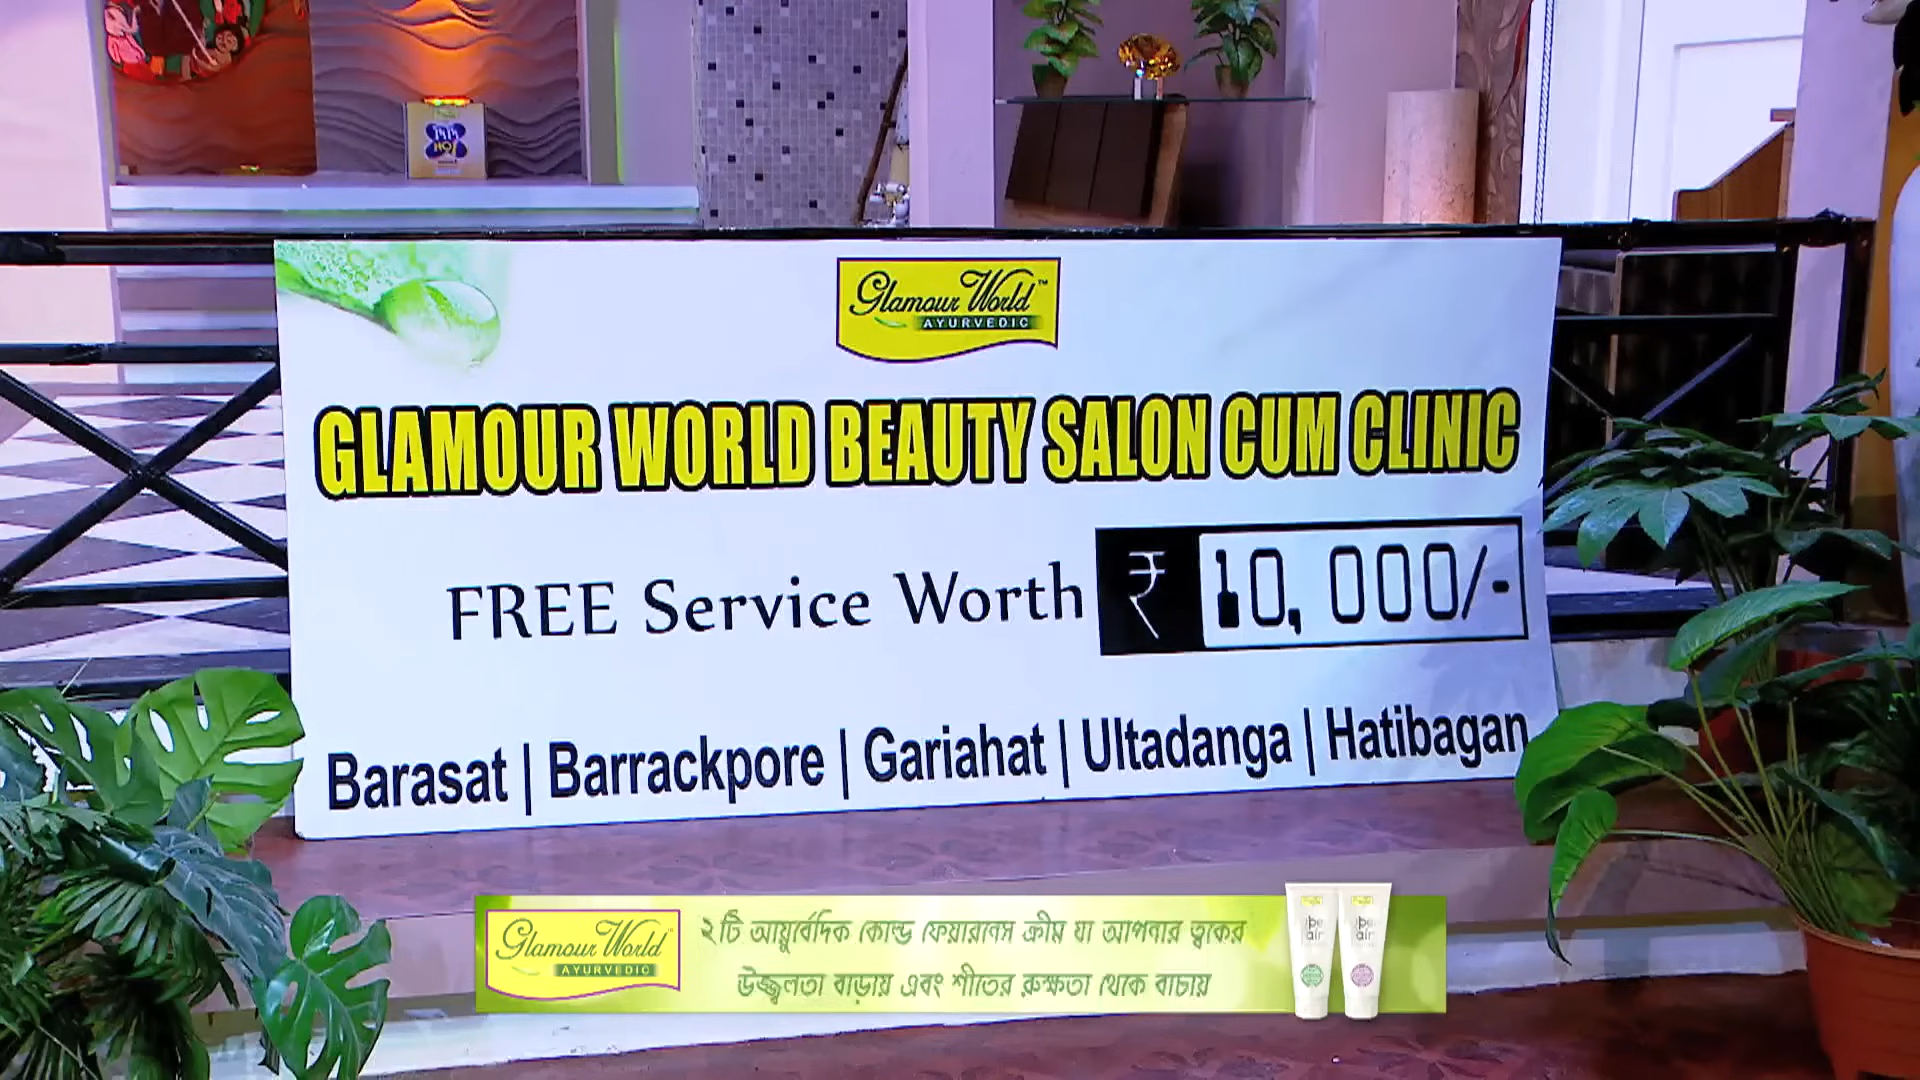 Glamour World™
AYURVEDIC
GLAMOUR WORLD BEAUTY SALON CUM CLINIC
FREE Service Worth ₹ 10,000/-
Barasat | Barrackpore | Gariahat | Ultadanga | Hatibagan
Glamour World
AYURVEDIC
২টি আয়ুর্বেদিক কোল্ড ফেয়ারনেস ক্রীম যা আপনার ত্বকের
উজ্জ্বলতা বাড়ায় এবং শীতের রুক্ষতা থেকে বাচায়